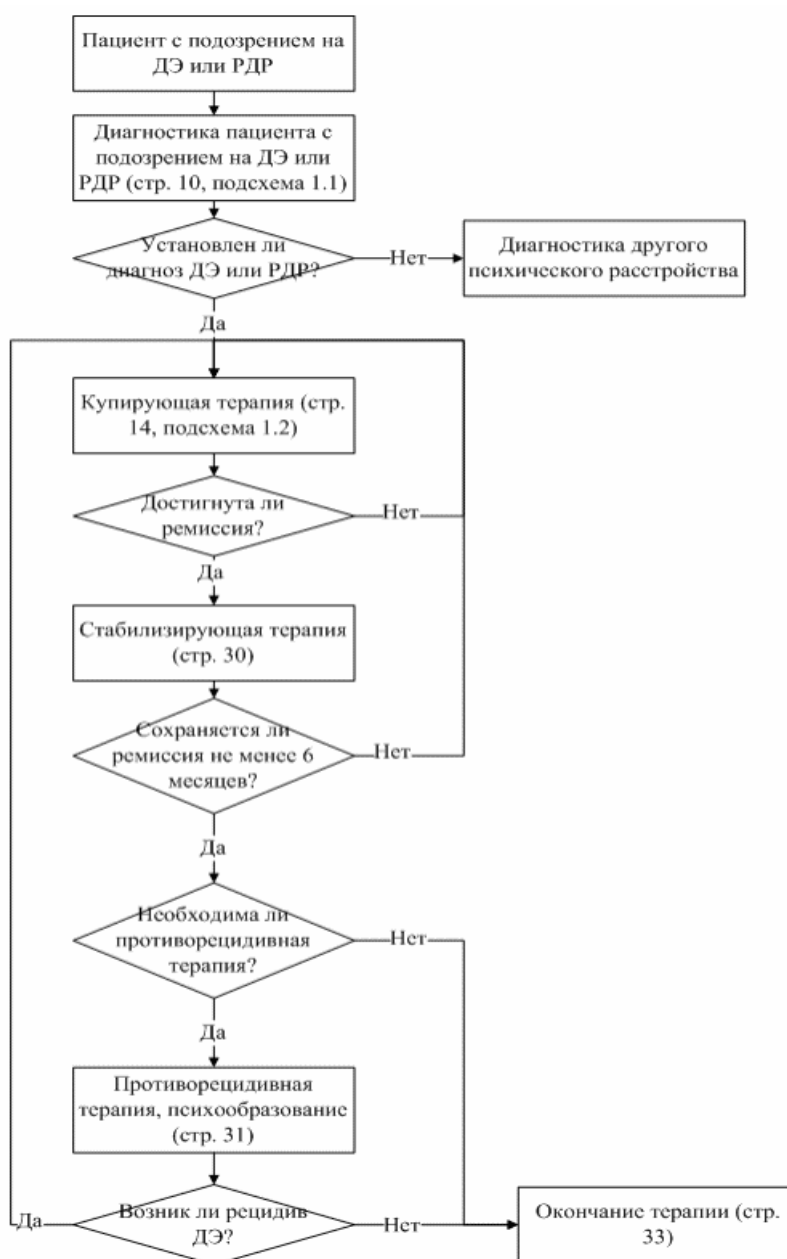 Пациент с подозрением на
ДЭ или РДР
Диагностика пациента с
подозрением на ДЭ или
РДР (стр. 10, подсхема 1.1)
Установлен ли
диагноз ДЭ или РДР?
Нет
Диагностика другого
психического расстройства
Да
Купирующая терапия (стр.
14, подсхема 1.2)
Достигнута ли
ремиссия?
Нет
Да
Стабилизирующая терапия
(стр. 30)
Сохраняется ли
ремиссия не менее 6
месяцев?
Нет
Да
Необходима ли
противорецидивная
терапия?
Нет
Да
Противорецидивная
терапия, психообразование
(стр. 31)
Возник ли рецидив
ДЭ?
Да
Нет
Окончание терапии (стр.
33)